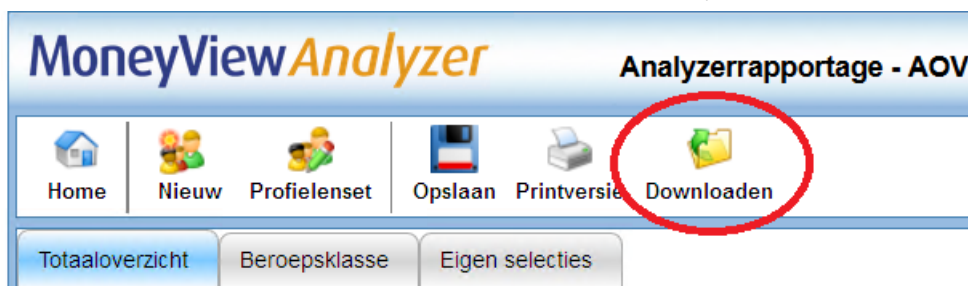 MoneyViewAnalyzer Analyzerrapportage - AOV
Home Nieuw Profielenset Opslaan Printversie Downloaden
Totaaloverzicht Beroepsklasse Eigen selecties